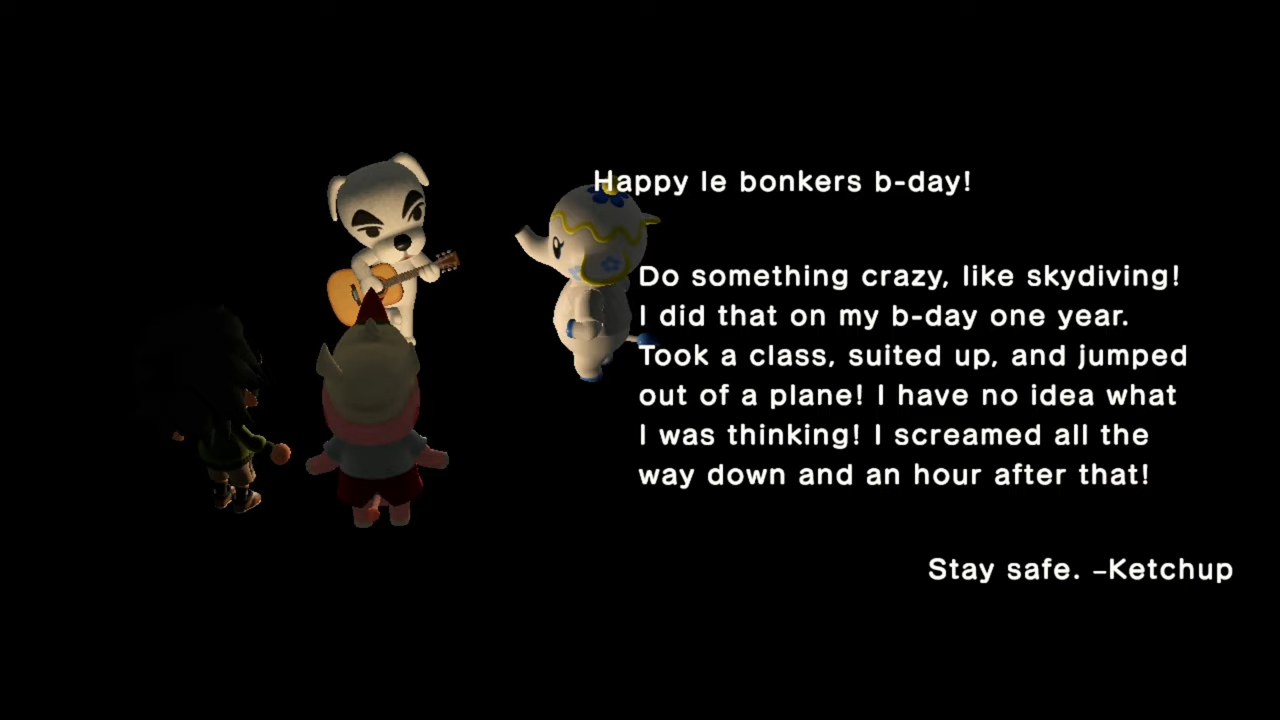 Happy le bonkers b-day!
Do something crazy, like skydiving!
I did that on my b-day one year.
Took a class, suited up, and jumped
out of a plane! I have no idea what
I was thinking! I screamed all the
way down and an hour after that!
Stay safe. –Ketchup